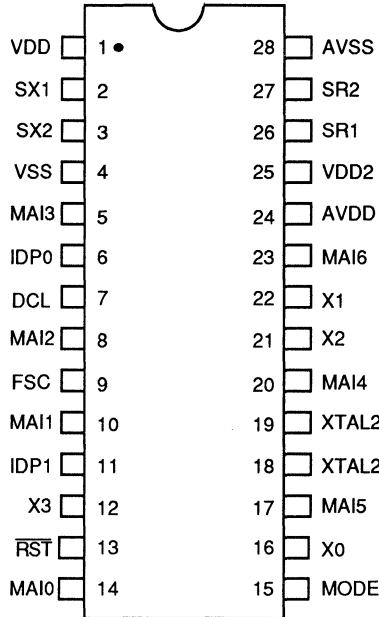 VDD 1 28 AVSS
SX1 2 27 SR2
SX2 3 26 SR1
VSS 4 25 VDD2
MAI3 5 24 AVDD
IDP0 6 23 MAI6
DCL 7 22 X1
MAI2 8 21 X2
FSC 9 20 MAI4
MAI1 10 19 XTAL2
IDP1 11 18 XTAL2
X3 12 17 MAI5
R̅S̅T̅ 13 16 X0
MAI0 14 15 MODE